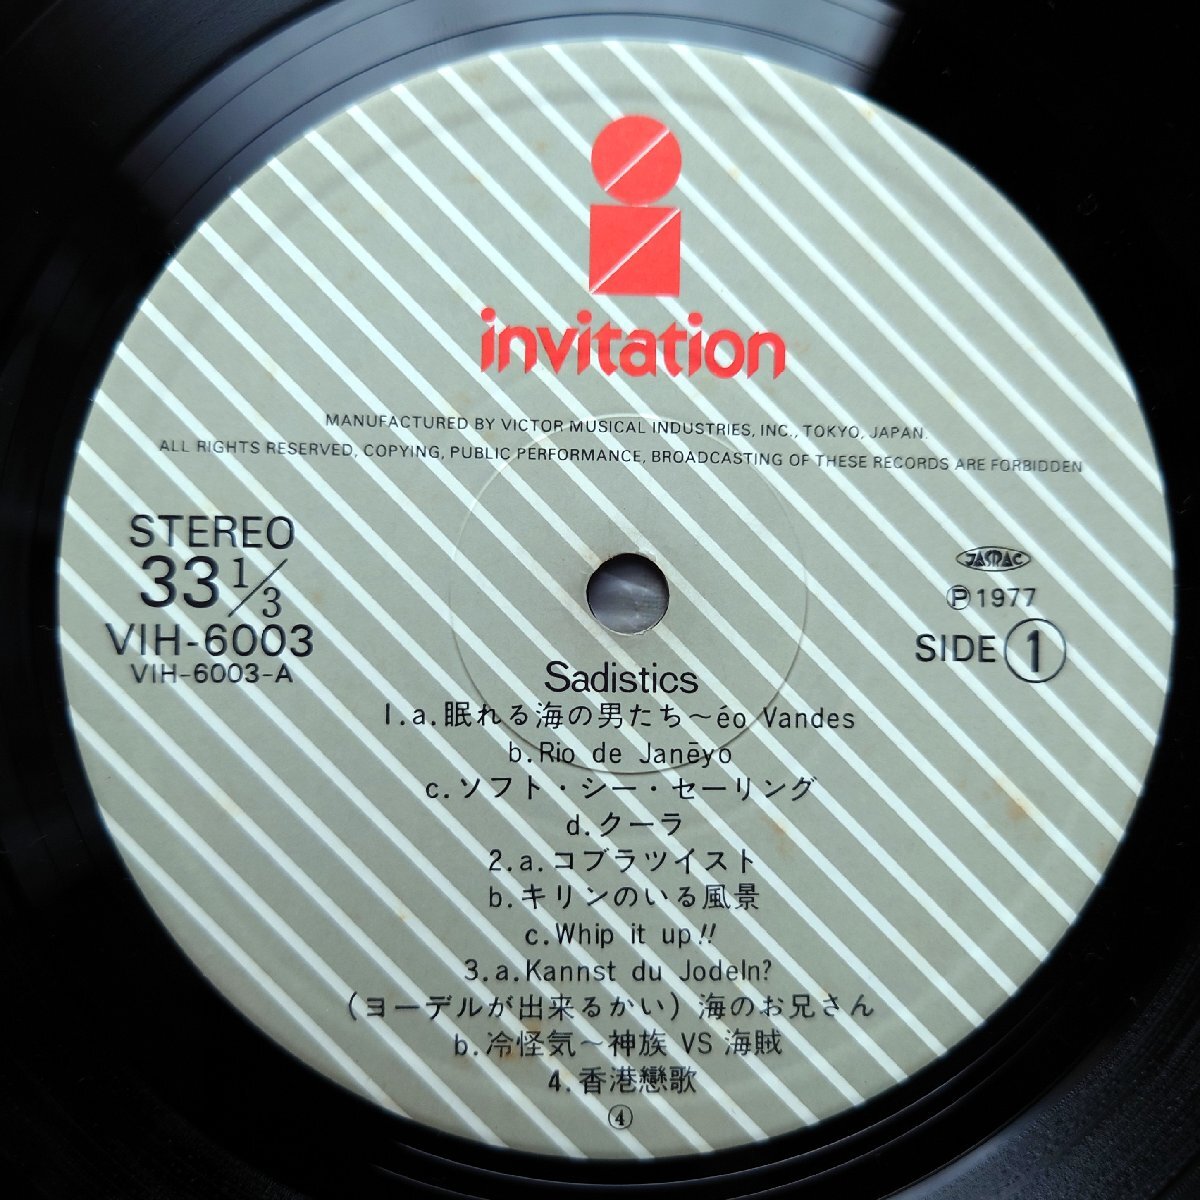 invitation
MANUFACTURED BY VICTOR MUSICAL INDUSTRIES, INC., TOKYO, JAPAN.
ALL RIGHTS RESERVED, COPYING, PUBLIC PERFORMANCE, BROADCASTING OF THESE RECORDS ARE FORBIDDEN
STEREO
33 1/3
VIH-6003
VIH-6003-A
JASRAC
Ⓟ1977
SIDE ①
Sadistics
1.a.眠れる海の男たち〜éo Vandes
b.Rio de Janēyo
c.ソフト・シー・セーリング
d.クーラ
2.a.コブラツイスト
b.キリンのいる風景
c.Whip it up!!
3.a.Kannst du Jodeln?
(ヨーデルが出来るかい) 海のお兄さん
b.冷怪気〜神族 VS 海賊
4.香港戀歌
④